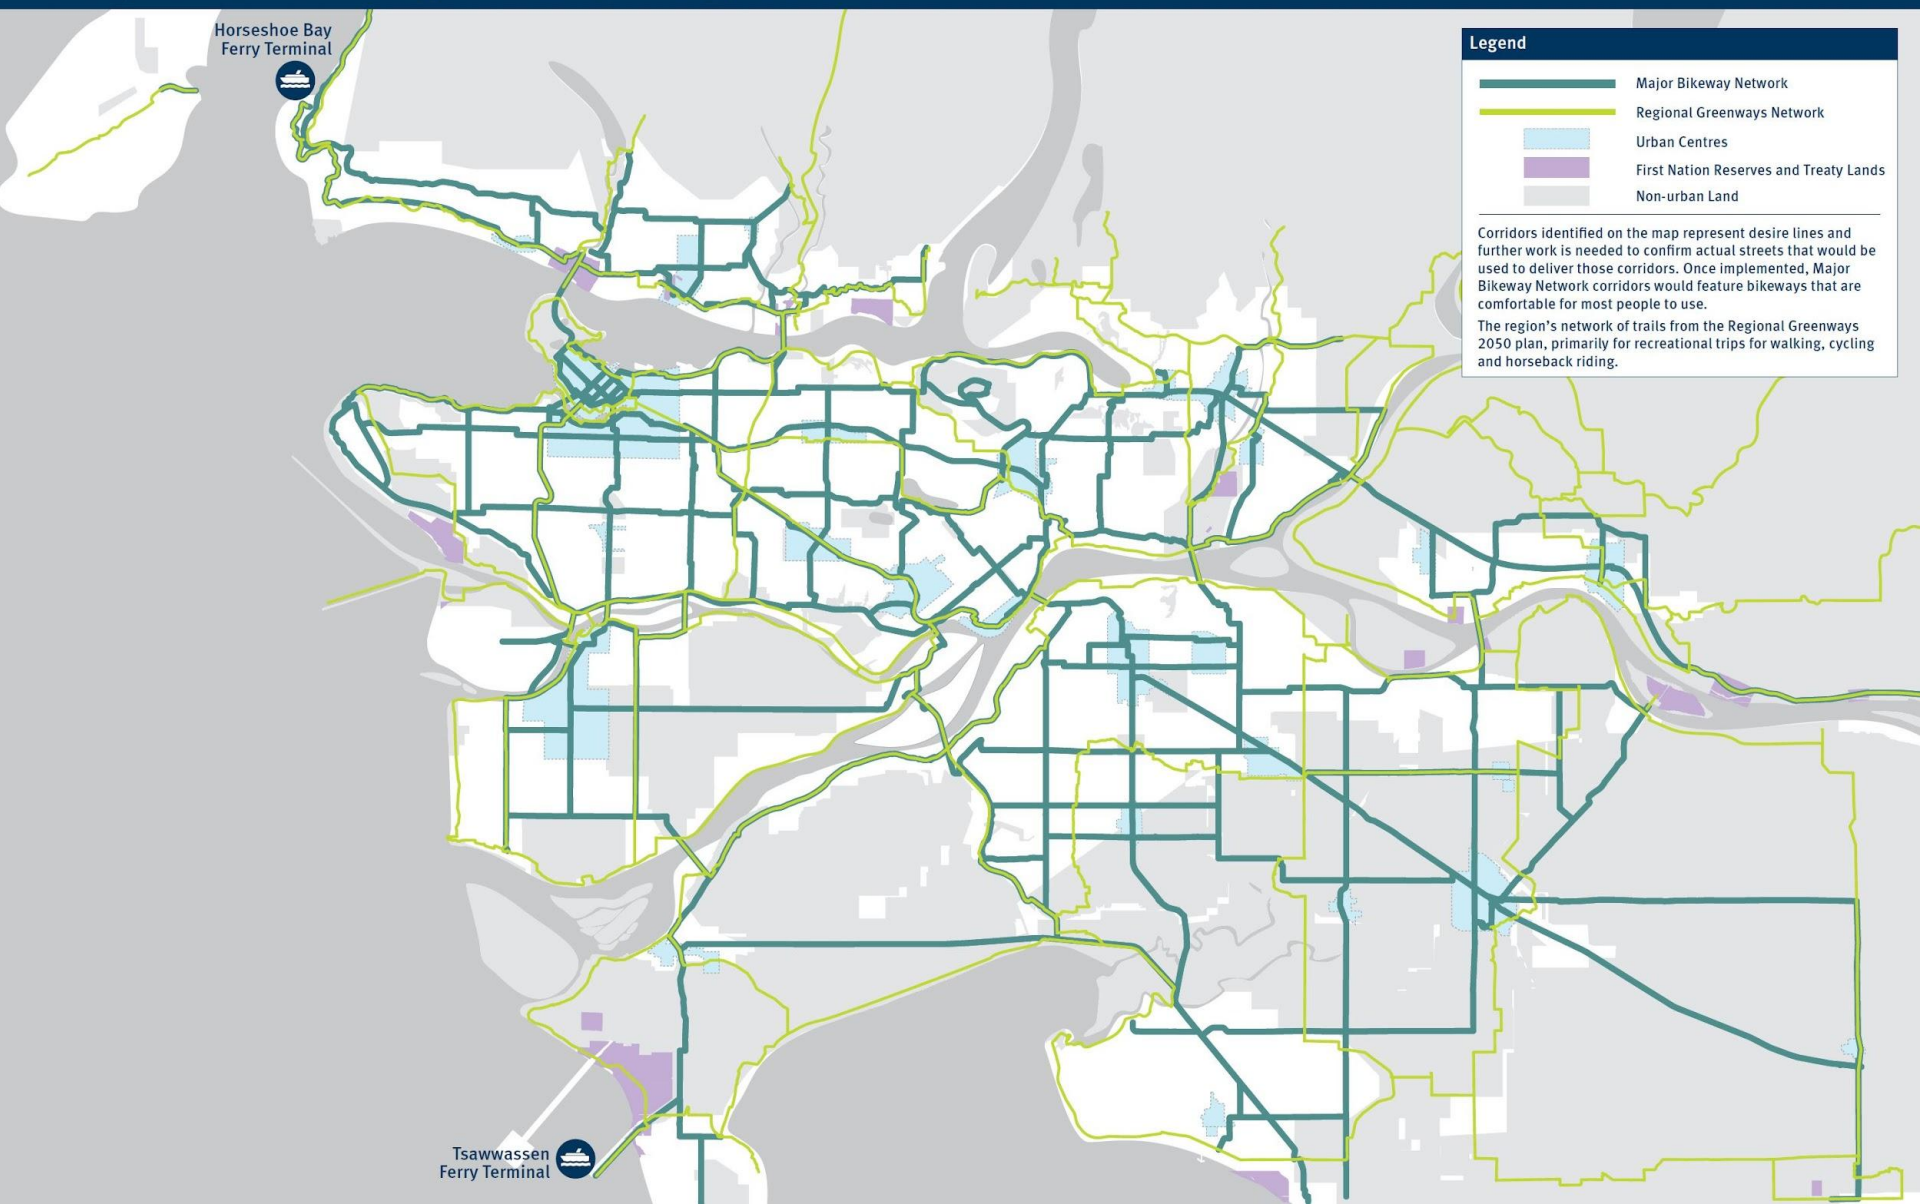 Horseshoe Bay
Ferry Terminal
Legend
Major Bikeway Network
Regional Greenways Network
Urban Centres
First Nation Reserves and Treaty Lands
Non-urban Land
Corridors identified on the map represent desire lines and
further work is needed to confirm actual streets that would be
used to deliver those corridors. Once implemented, Major
Bikeway Network corridors would feature bikeways that are
comfortable for most people to use.
The region's network of trails from the Regional Greenways
2050 plan, primarily for recreational trips for walking, cycling
and horseback riding.
Tsawwassen
Ferry Terminal